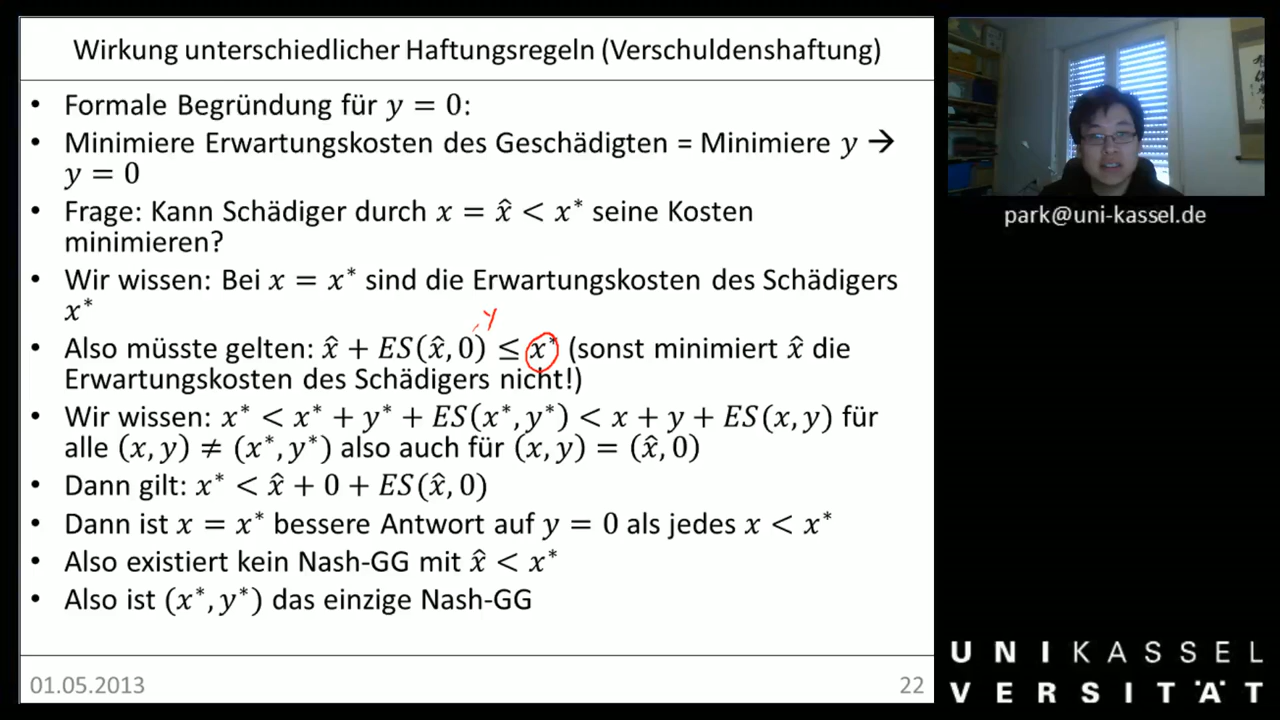 Wirkung unterschiedlicher Haftungsregeln (Verschuldenshaftung)
• Formale Begründung für y = 0:
• Minimiere Erwartungskosten des Geschädigten = Minimiere y →
y = 0
• Frage: Kann Schädiger durch x = x̂ < x* seine Kosten
minimieren?
• Wir wissen: Bei x = x* sind die Erwartungskosten des Schädigers
x*
, y
• Also müsste gelten: x̂ + ES(x̂, 0) ≤ x* (sonst minimiert x̂ die
Erwartungskosten des Schädigers nicht!)
• Wir wissen: x* < x* + y* + ES(x*, y*) < x + y + ES(x, y) für
alle (x, y) ≠ (x*, y*) also auch für (x, y) = (x̂, 0)
• Dann gilt: x* < x̂ + 0 + ES(x̂, 0)
• Dann ist x = x* bessere Antwort auf y = 0 als jedes x < x*
• Also existiert kein Nash-GG mit x̂ < x*
• Also ist (x*, y*) das einzige Nash-GG
01.05.2013
22
park@uni-kassel.de
UNIKASSEL
VERSITÄT